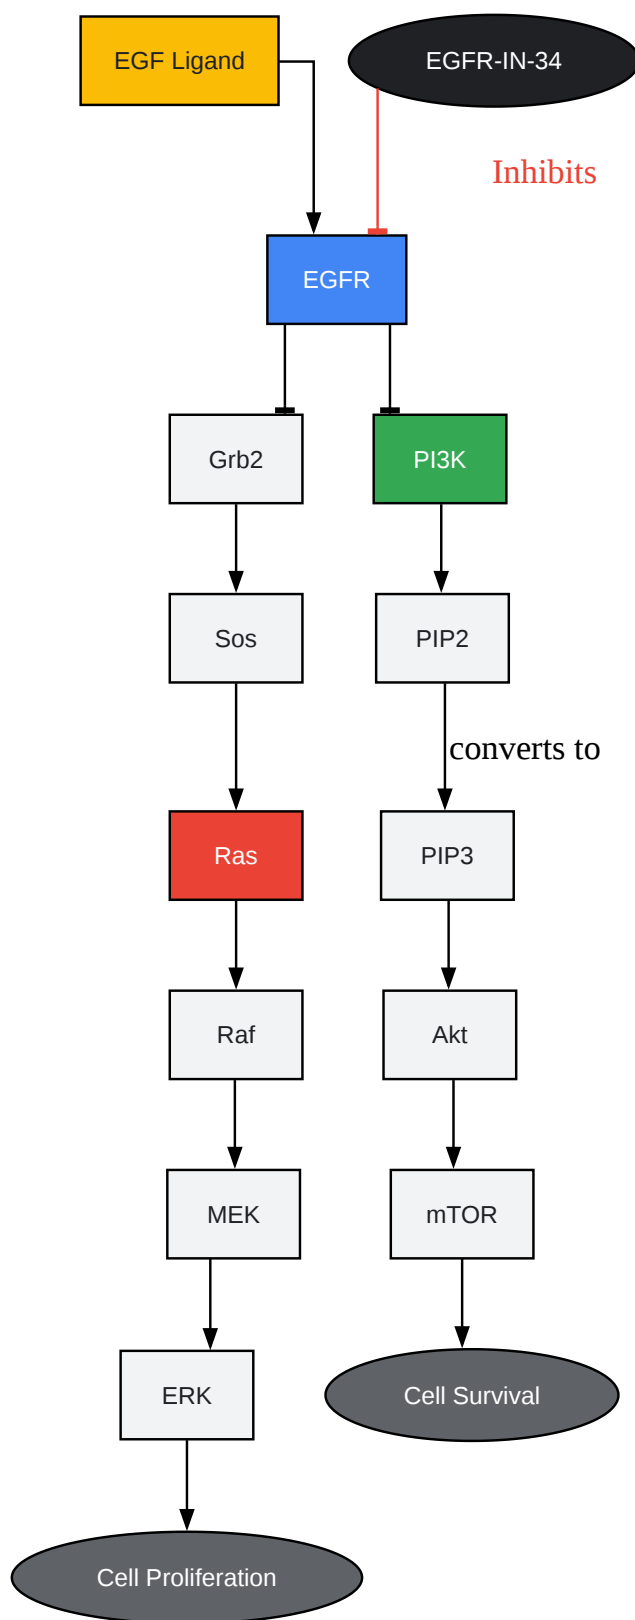 EGF Ligand
EGFR-IN-34
Inhibits
EGFR
Grb2
PI3K
Sos
PIP2
converts to
Ras
PIP3
Raf
Akt
MEK
mTOR
ERK
Cell Survival
Cell Proliferation